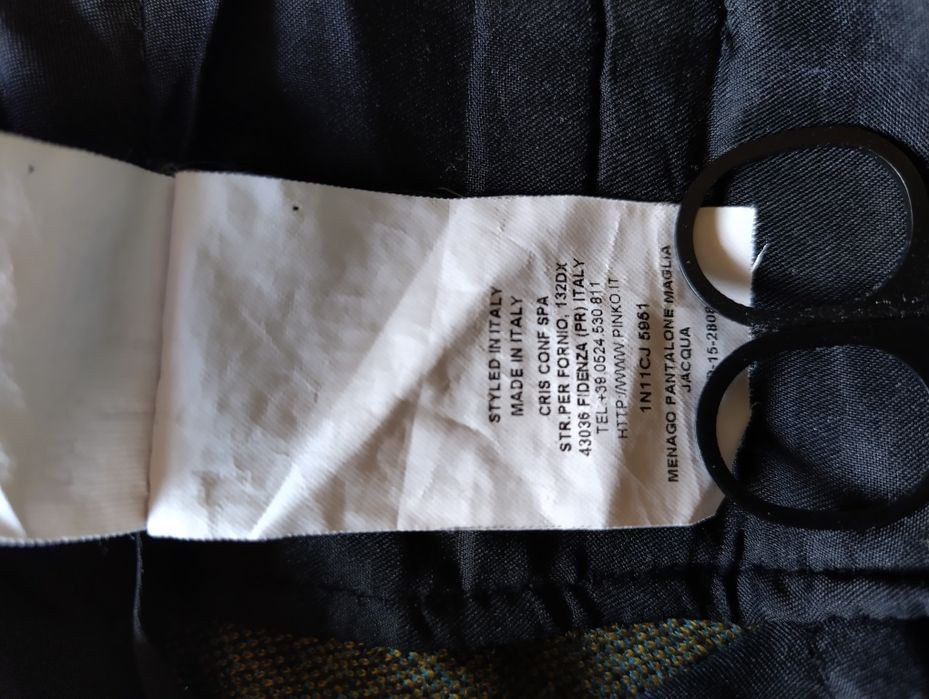 STYLED IN ITALY
MADE IN ITALY
CRIS CONF SPA
STR.PER FORNIO, 132DX
43036 FIDENZA (PR) ITALY
TEL.+39.0524.530.811
HTTP://WWW.PINKO.IT
1N11CJ 5951
MENAGO PANTALONE MAGLIA
JACQUA